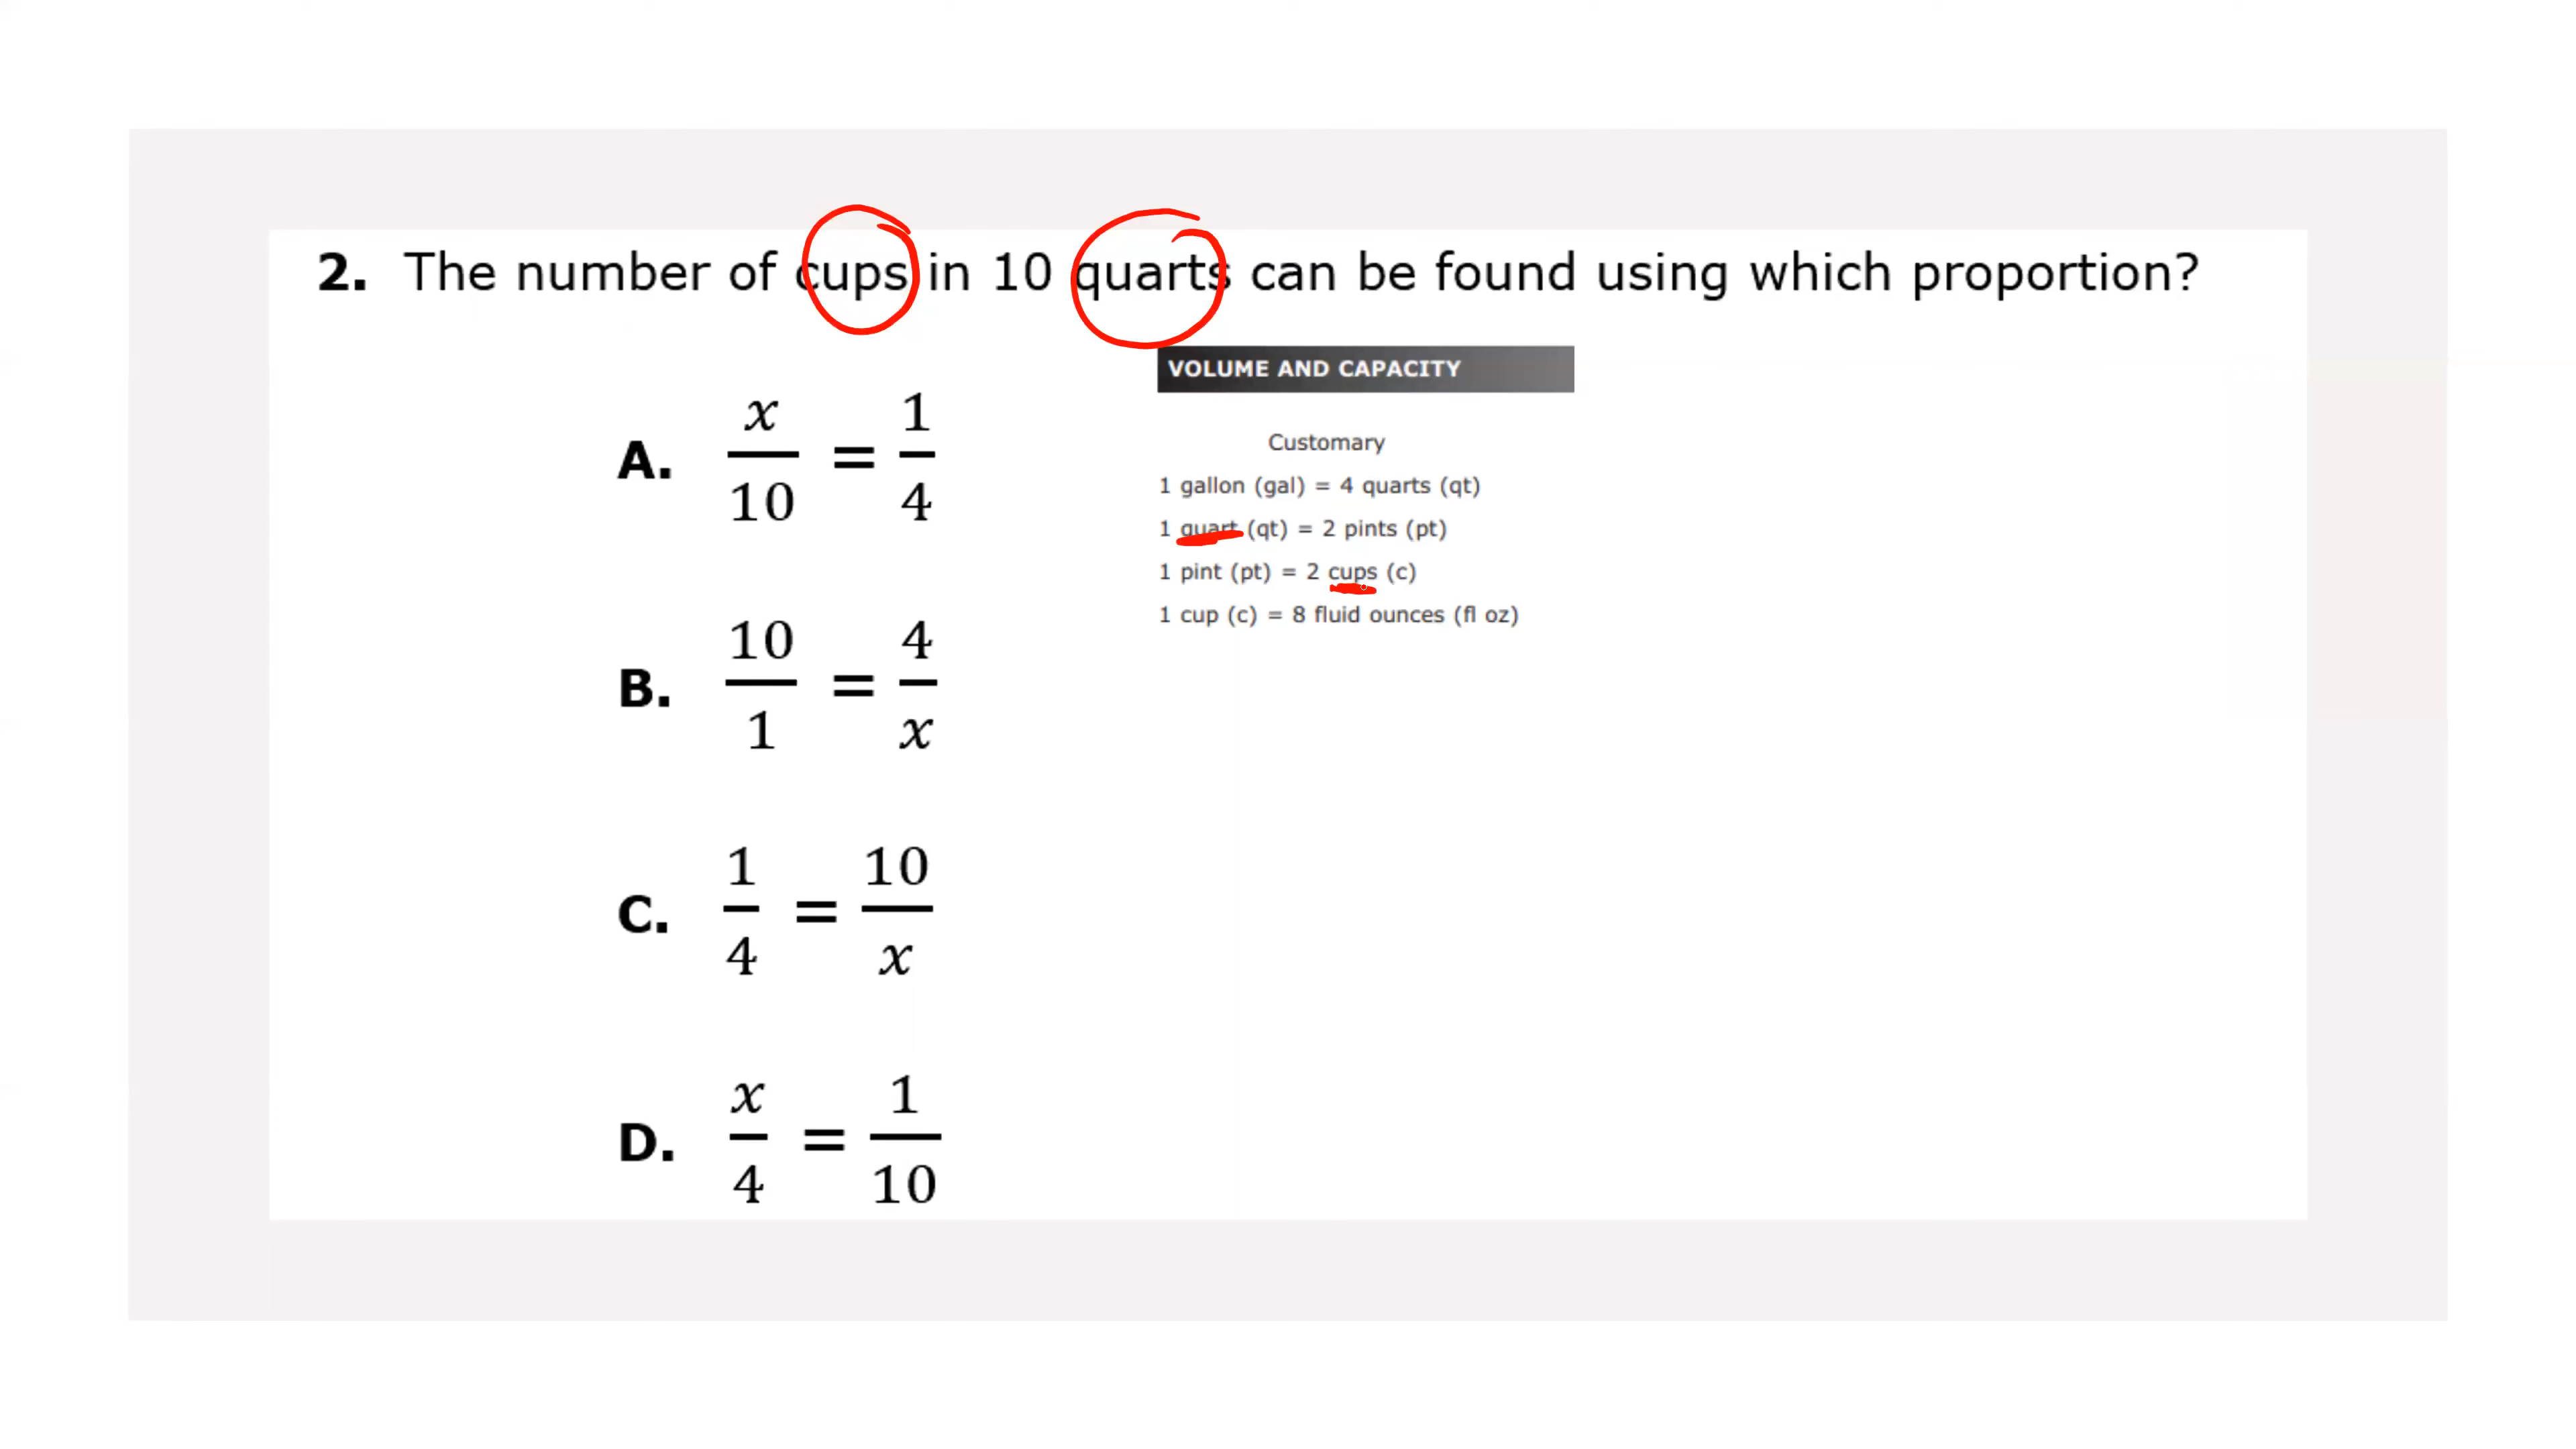 2. The number of cups in 10 quarts can be found using which proportion?
VOLUME AND CAPACITY
Customary
1 gallon (gal) = 4 quarts (qt)
1 quart (qt) = 2 pints (pt)
1 pint (pt) = 2 cups (c)
1 cup (c) = 8 fluid ounces (fl oz)
A. x/10 = 1/4
B. 10/1 = 4/x
C. 1/4 = 10/x
D. x/4 = 1/10